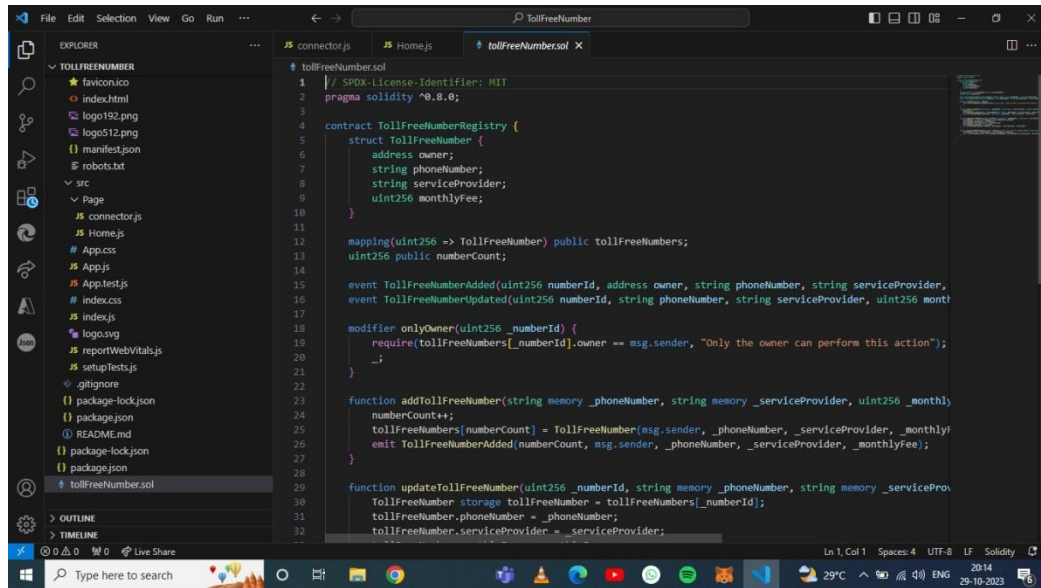 File Edit Selection View Go Run ···
TollFreeNumber
EXPLORER ···
TOLLFREENUMBER
favicon.ico
index.html
logo192.png
logo512.png
manifest.json
robots.txt
src
Page
JS connector.js
JS Home.js
# App.css
JS App.js
JS App.test.js
# index.css
JS index.js
logo.svg
JS reportWebVitals.js
JS setupTests.js
.gitignore
{} package-lock.json
{} package.json
README.md
{} package-lock.json
{} package.json
tollFreeNumber.sol
OUTLINE
TIMELINE
JS connector.js JS Home.js tollFreeNumber.sol
tollFreeNumber.sol
1 // SPDX-License-Identifier: MIT
2 pragma solidity ^0.8.0;
3
4 contract TollFreeNumberRegistry {
5 struct TollFreeNumber {
6 address owner;
7 string phoneNumber;
8 string serviceProvider;
9 uint256 monthlyFee;
10 }
11
12 mapping(uint256 => TollFreeNumber) public tollFreeNumbers;
13 uint256 public numberCount;
14
15 event TollFreeNumberAdded(uint256 numberId, address owner, string phoneNumber, string serviceProvider,
16 event TollFreeNumberUpdated(uint256 numberId, string phoneNumber, string serviceProvider, uint256 month
17
18 modifier onlyOwner(uint256 _numberId) {
19 require(tollFreeNumbers[_numberId].owner == msg.sender, "Only the owner can perform this action");
20 _;
21 }
22
23 function addTollFreeNumber(string memory _phoneNumber, string memory _serviceProvider, uint256 _monthly
24 numberCount++;
25 tollFreeNumbers[numberCount] = TollFreeNumber(msg.sender, _phoneNumber, _serviceProvider, _monthlyF
26 emit TollFreeNumberAdded(numberCount, msg.sender, _phoneNumber, _serviceProvider, _monthlyFee);
27 }
28
29 function updateTollFreeNumber(uint256 _numberId, string memory _phoneNumber, string memory _serviceProv
30 TollFreeNumber storage tollFreeNumber = tollFreeNumbers[_numberId];
31 tollFreeNumber.phoneNumber = _phoneNumber;
32 tollFreeNumber.serviceProvider = _serviceProvider;
0 0 0 Live Share Ln 1, Col 1 Spaces: 4 UTF-8 LF Solidity
Type here to search 29°C ENG 20:14
29-10-2023